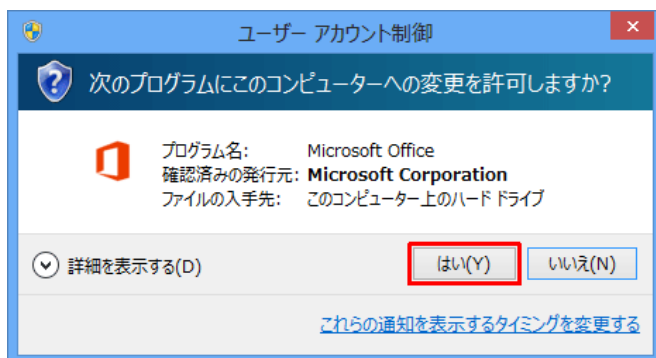 ユーザー アカウント制御
次のプログラムにこのコンピューターへの変更を許可しますか?
プログラム名: Microsoft Office
確認済みの発行元: Microsoft Corporation
ファイルの入手先: このコンピューター上のハード ドライブ
詳細を表示する(D) はい(Y) いいえ(N)
これらの通知を表示するタイミングを変更する